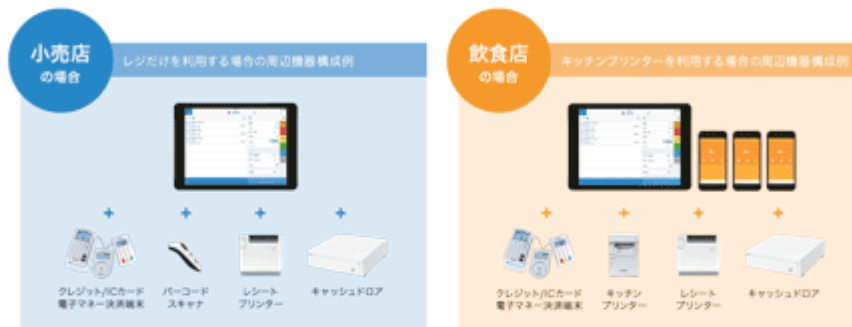 小売店
の場合
レジだけを利用する場合の周辺機器構成例
クレジット/ICカード
電子マネー決済端末
バーコード
スキャナ
レシート
プリンター
キャッシュドロア
飲食店
の場合
キッチンプリンターを利用する場合の周辺機器構成例
クレジット/ICカード
電子マネー決済端末
キッチン
プリンター
レシート
プリンター
キャッシュドロア